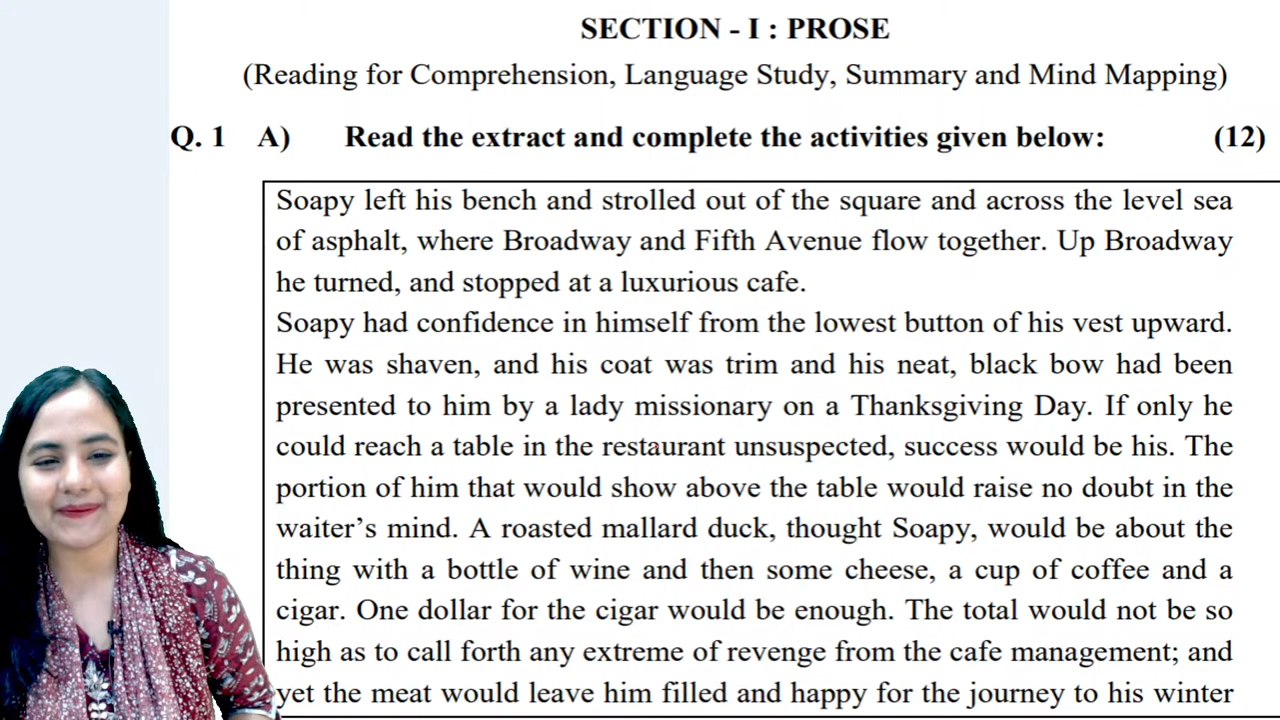 SECTION - I : PROSE
(Reading for Comprehension, Language Study, Summary and Mind Mapping)
Q. 1 A) Read the extract and complete the activities given below: (12)
Soapy left his bench and strolled out of the square and across the level sea
of asphalt, where Broadway and Fifth Avenue flow together. Up Broadway
he turned, and stopped at a luxurious cafe.
Soapy had confidence in himself from the lowest button of his vest upward.
He was shaven, and his coat was trim and his neat, black bow had been
presented to him by a lady missionary on a Thanksgiving Day. If only he
could reach a table in the restaurant unsuspected, success would be his. The
portion of him that would show above the table would raise no doubt in the
waiter’s mind. A roasted mallard duck, thought Soapy, would be about the
thing with a bottle of wine and then some cheese, a cup of coffee and a
cigar. One dollar for the cigar would be enough. The total would not be so
high as to call forth any extreme of revenge from the cafe management; and
yet the meat would leave him filled and happy for the journey to his winter